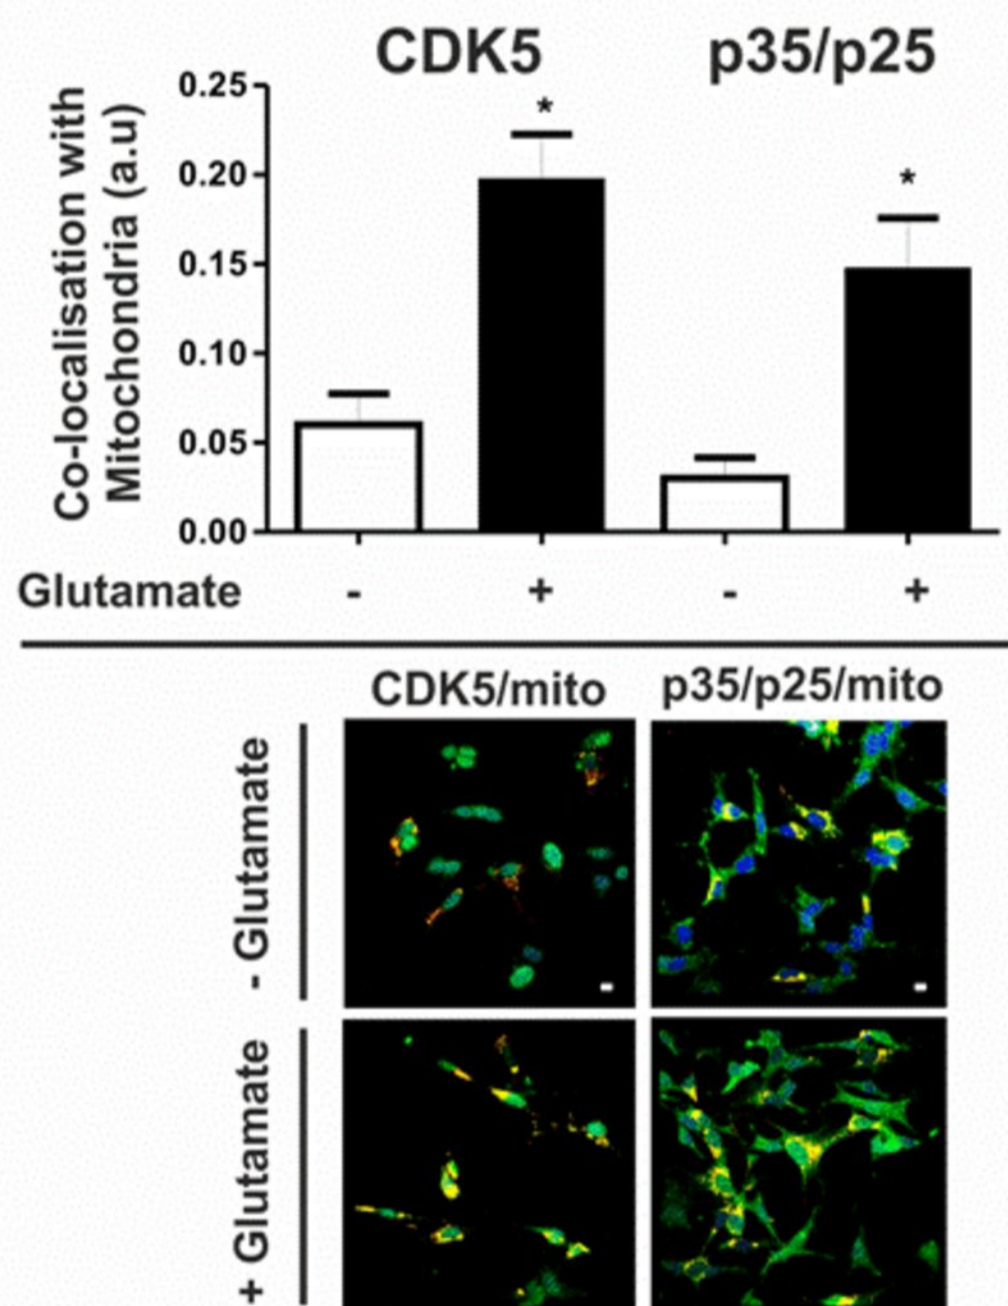 CDK5 p35/p25
Co-localisation with
Mitochondria (a.u)
0.25
0.20
0.15
0.10
0.05
0.00
*
*
Glutamate - + - +
CDK5/mito p35/p25/mito
- Glutamate
+ Glutamate